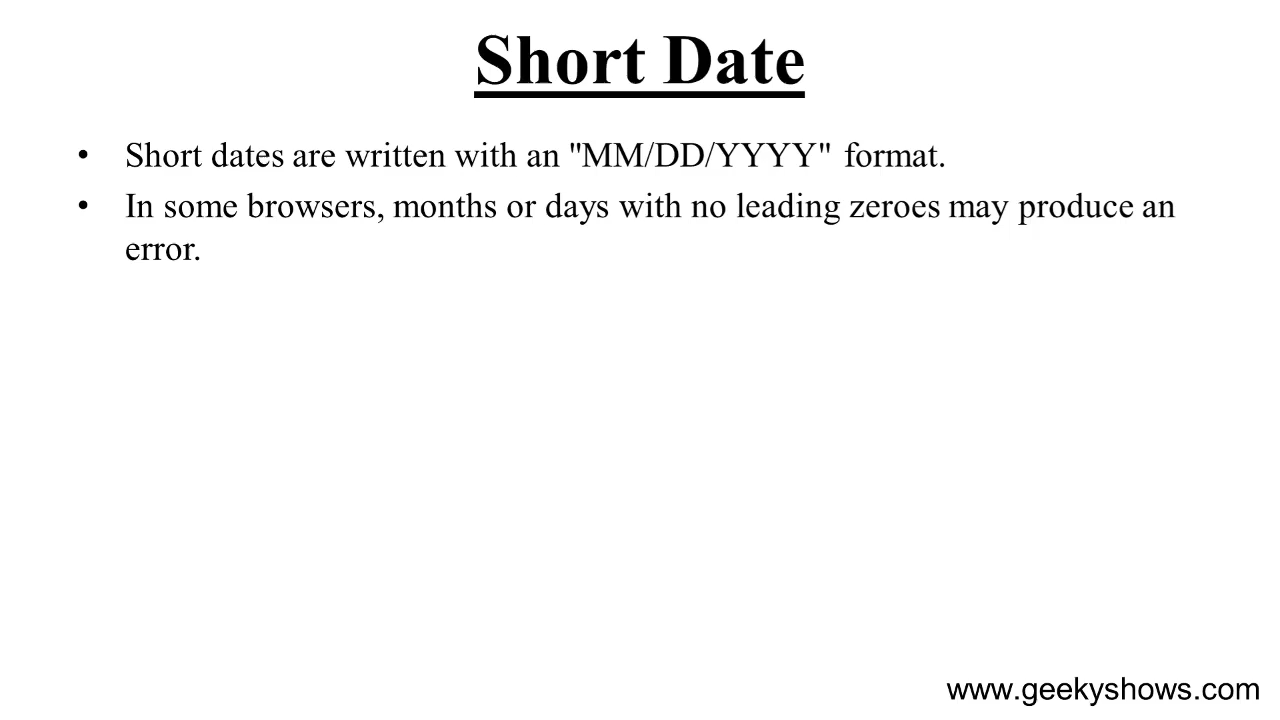 Short Date
• Short dates are written with an "MM/DD/YYYY" format.
• In some browsers, months or days with no leading zeroes may produce an
error.
www.geekyshows.com